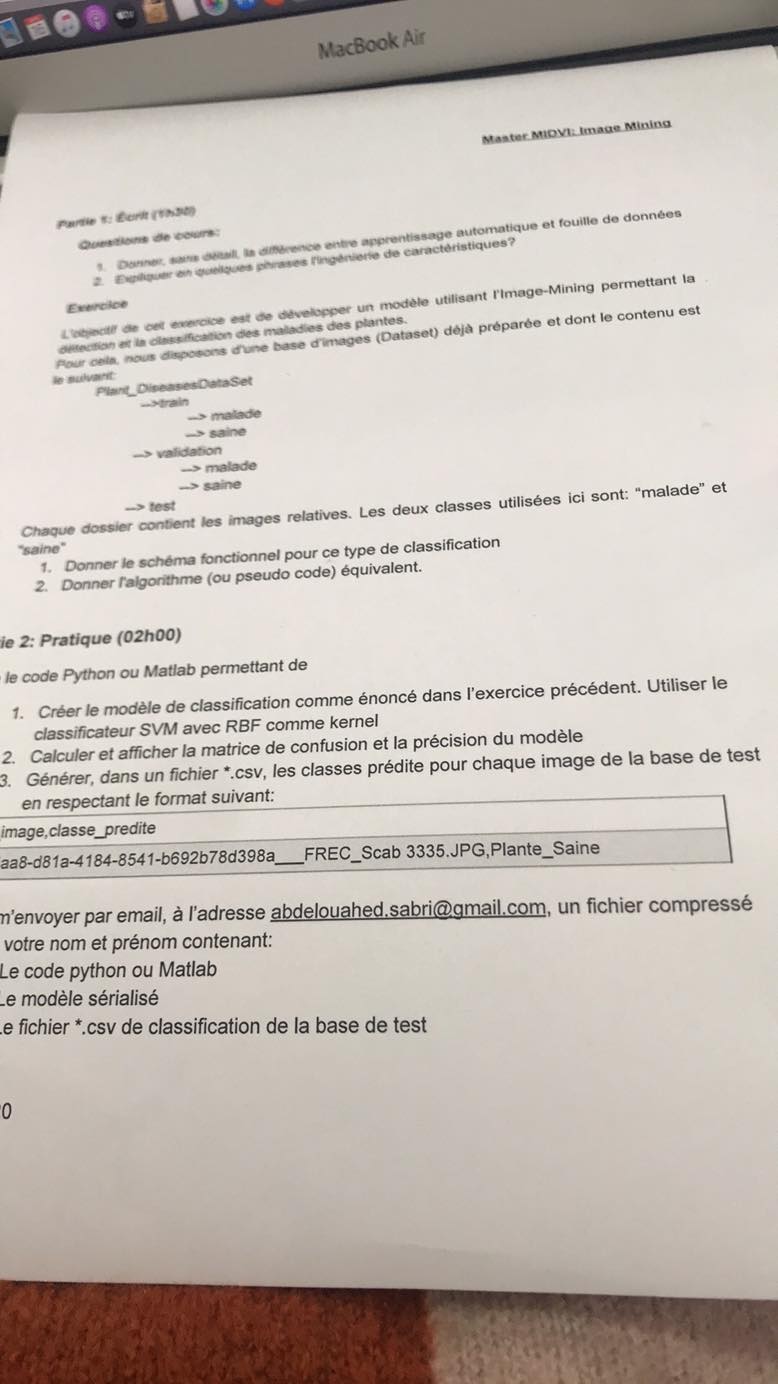 MacBook Air
Master MIDVI: Image Mining
Partie 1: Écrit (1h30)
Questions de cours:
1. Donner, sans détail, la différence entre apprentissage automatique et fouille de données
2. Expliquer en quelques phrases l'ingénierie de caractéristiques?
Exercice
L'objectif de cet exercice est de développer un modèle utilisant l'Image-Mining permettant la
détection et la classification des maladies des plantes.
Pour cela, nous disposons d'une base d'images (Dataset) déjà préparée et dont le contenu est
le suivant:
Plant_DiseasesDataSet
-->train
--> malade
--> saine
--> validation
--> malade
--> saine
--> test
Chaque dossier contient les images relatives. Les deux classes utilisées ici sont: "malade" et
"saine"
1. Donner le schéma fonctionnel pour ce type de classification
2. Donner l'algorithme (ou pseudo code) équivalent.
ie 2: Pratique (02h00)
le code Python ou Matlab permettant de
1. Créer le modèle de classification comme énoncé dans l'exercice précédent. Utiliser le
classificateur SVM avec RBF comme kernel
2. Calculer et afficher la matrice de confusion et la précision du modèle
3. Générer, dans un fichier *.csv, les classes prédite pour chaque image de la base de test
en respectant le format suivant:
image,classe_predite
aa8-d81a-4184-8541-b692b78d398a___FREC_Scab 3335.JPG,Plante_Saine
m'envoyer par email, à l'adresse abdelouahed.sabri@gmail.com, un fichier compressé
votre nom et prénom contenant:
Le code python ou Matlab
Le modèle sérialisé
Le fichier *.csv de classification de la base de test
0